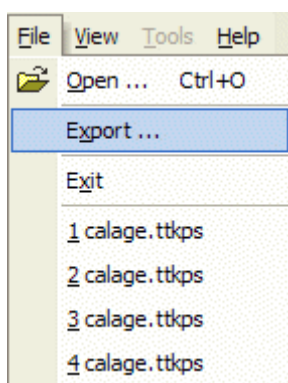 File View Tools Help
Open ... Ctrl+O
Export ...
Exit
1 calage.ttkps
2 calage.ttkps
3 calage.ttkps
4 calage.ttkps